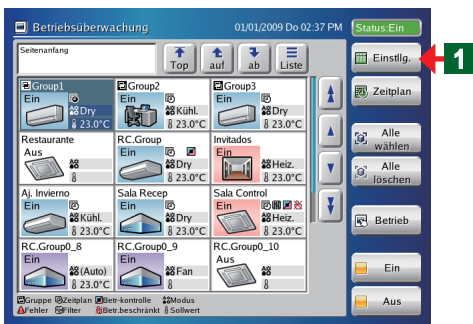 Betriebsüberwachung 01/01/2009 Do 02:37 PM Status:Ein
Seitenanfang
Top auf ab Liste
Einstllg. 1
Zeitplan
Alle wählen
Alle löschen
Betrieb
Ein
Aus
Group1 Group2 Group3
Ein Ein Ein
Dry Kühl. Dry
23.0°C 23.0°C 23.0°C
Restaurante RC.Group Invitados
Aus Ein Ein
Dry Heiz.
23.0°C 23.0°C
Aj. Invierno Sala Recep Sala Control
Ein Ein Ein
Kühl. Dry Heiz.
23.0°C 23.0°C 23.0°C
RC.Group0_8 RC.Group0_9 RC.Group0_10
Ein Ein Aus
(Auto) Fan
23.0°C
Gruppe Zeitplan Betr-kontrolle Modus
Fehler Filter Betr.beschränkt Sollwert